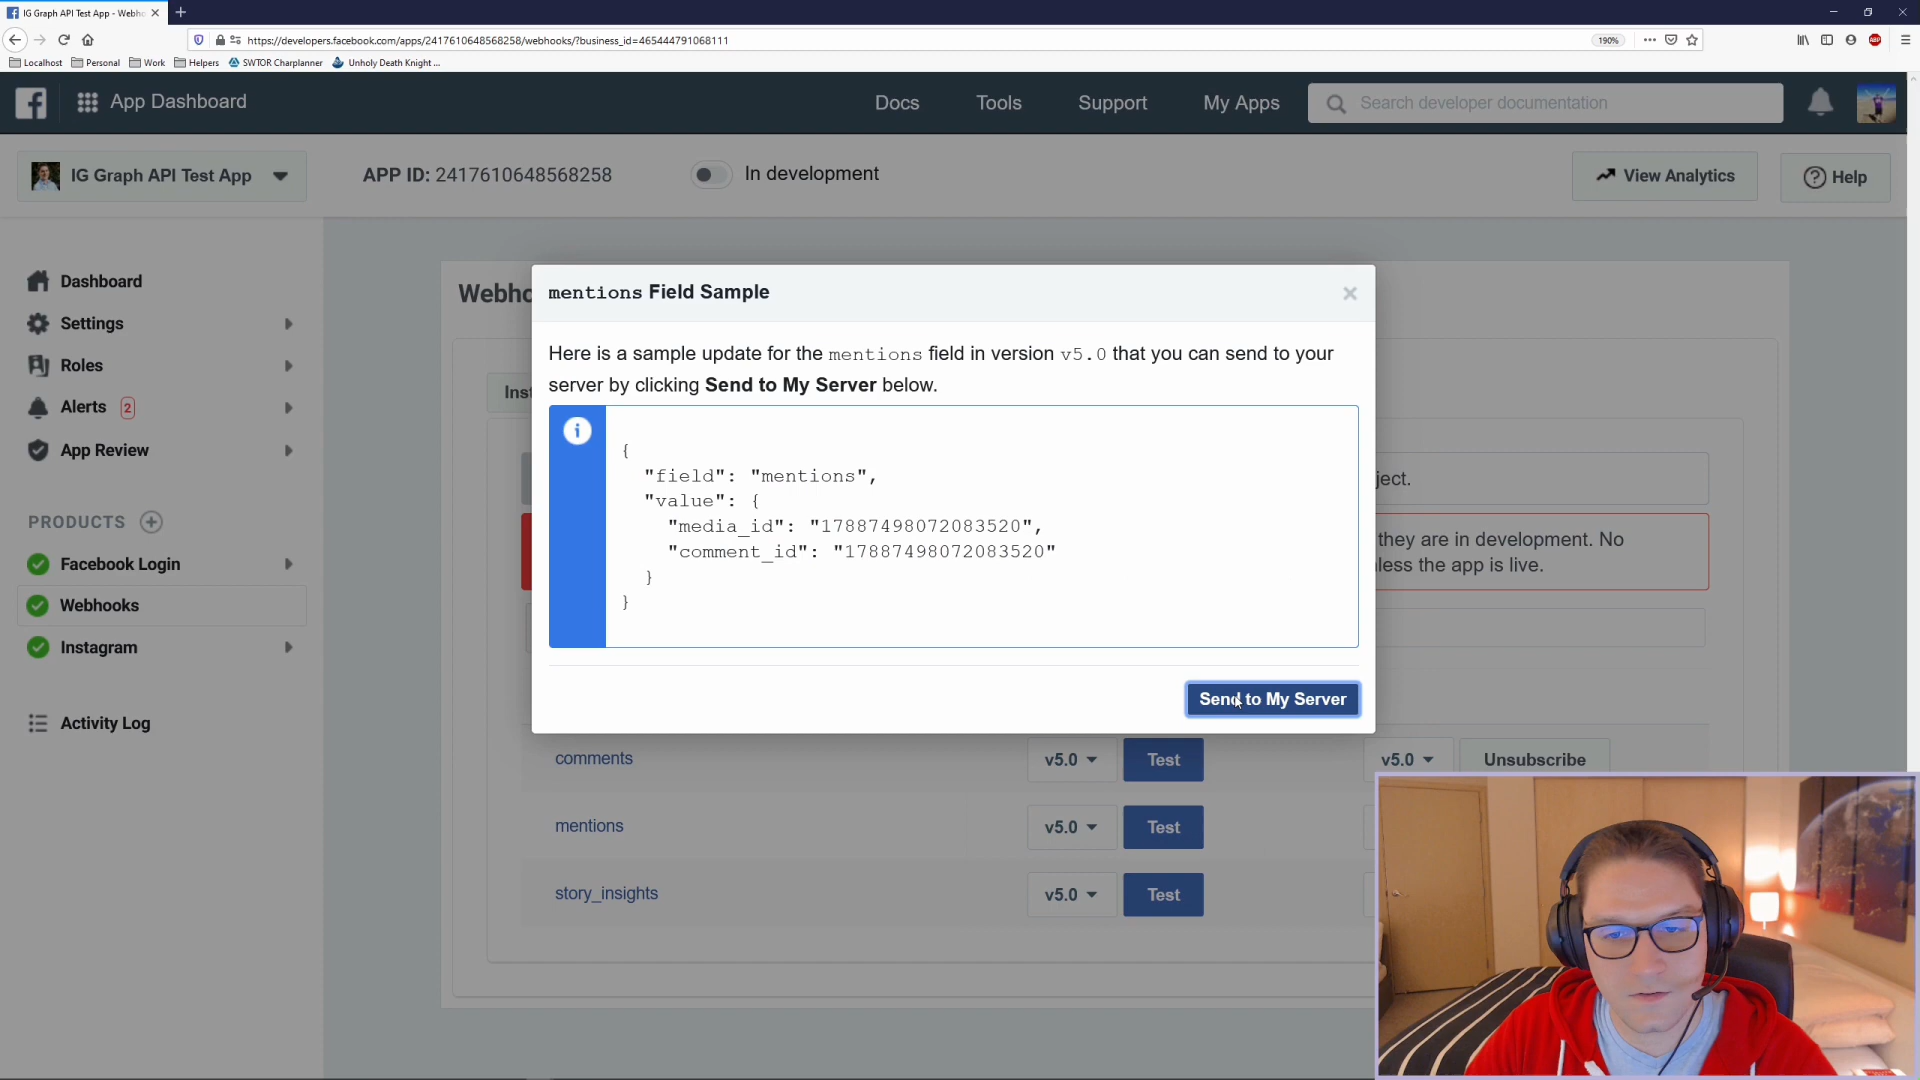 IG Graph API Test App - Webho
https://developers.facebook.com/apps/2417610648568258/webhooks/?business_id=465444791068111
190%
ABP
Localhost
Personal
Work
Helpers
SWTOR Charplanner
Unholy Death Knight ...
App Dashboard
Docs
Tools
Support
My Apps
Search developer documentation
IG Graph API Test App
APP ID: 2417610648568258
In development
View Analytics
Help
Dashboard
Settings
Roles
Alerts 2
App Review
PRODUCTS
Facebook Login
Webhooks
Instagram
Activity Log
Webho
Inst
mentions Field Sample
Here is a sample update for the mentions field in version v5.0 that you can send to your
server by clicking Send to My Server below.
{
"field": "mentions",
"value": {
"media_id": "17887498072083520",
"comment_id": "17887498072083520"
}
}
Send to My Server
ject.
they are in development. No
less the app is live.
comments
v5.0
Test
v5.0
Unsubscribe
mentions
v5.0
Test
story_insights
v5.0
Test